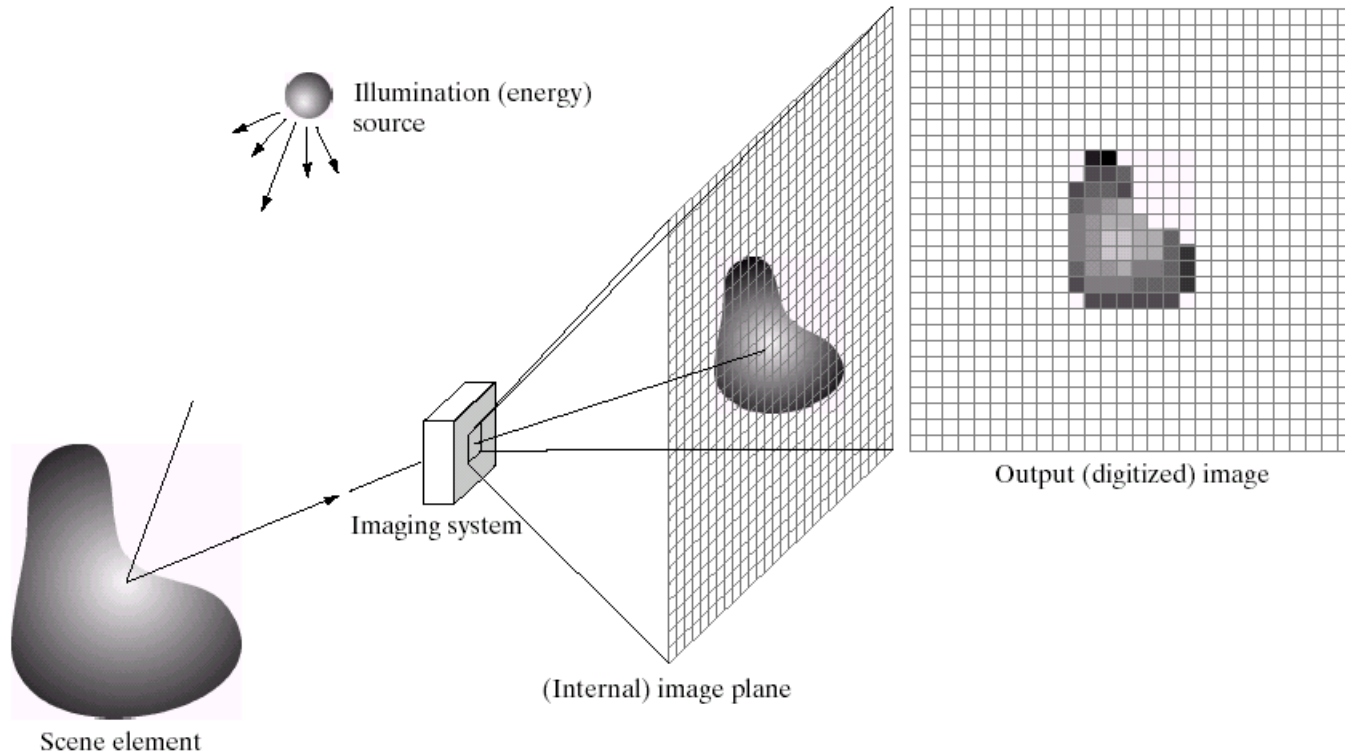 Illumination (energy)
source
Output (digitized) image
Imaging system
(Internal) image plane
Scene element